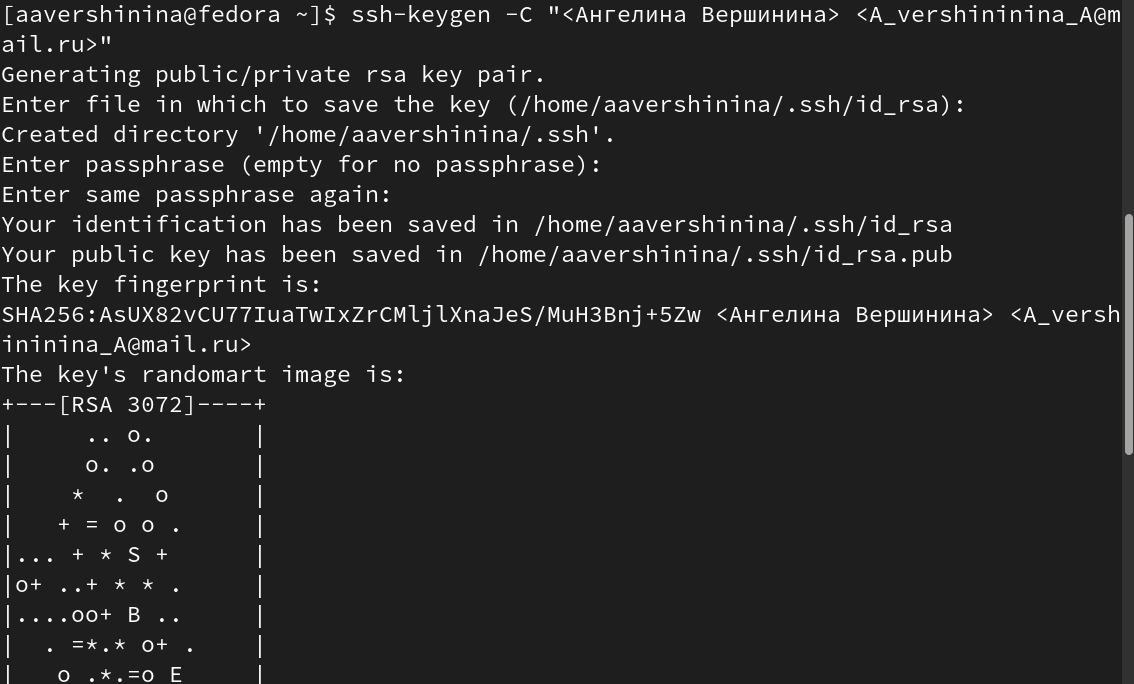 [aavershinina@fedora ~]$ ssh-keygen -C "<Ангелина Вершинина> <A_vershininina_A@m
ail.ru>"
Generating public/private rsa key pair.
Enter file in which to save the key (/home/aavershinina/.ssh/id_rsa):
Created directory '/home/aavershinina/.ssh'.
Enter passphrase (empty for no passphrase):
Enter same passphrase again:
Your identification has been saved in /home/aavershinina/.ssh/id_rsa
Your public key has been saved in /home/aavershinina/.ssh/id_rsa.pub
The key fingerprint is:
SHA256:AsUX82vCU77IuaTwIxZrCMljlXnaJeS/MuH3Bnj+5Zw <Ангелина Вершинина> <A_versh
ininina_A@mail.ru>
The key's randomart image is:
+---[RSA 3072]----+
|     .. o.       |
|     o. .o       |
|    *  .  o      |
|   + = o o .     |
|... + * S +      |
|o+ ..+ * * .     |
|....oo+ B ..     |
|  . =*.* o+ .    |
|   o .*.=o E     |